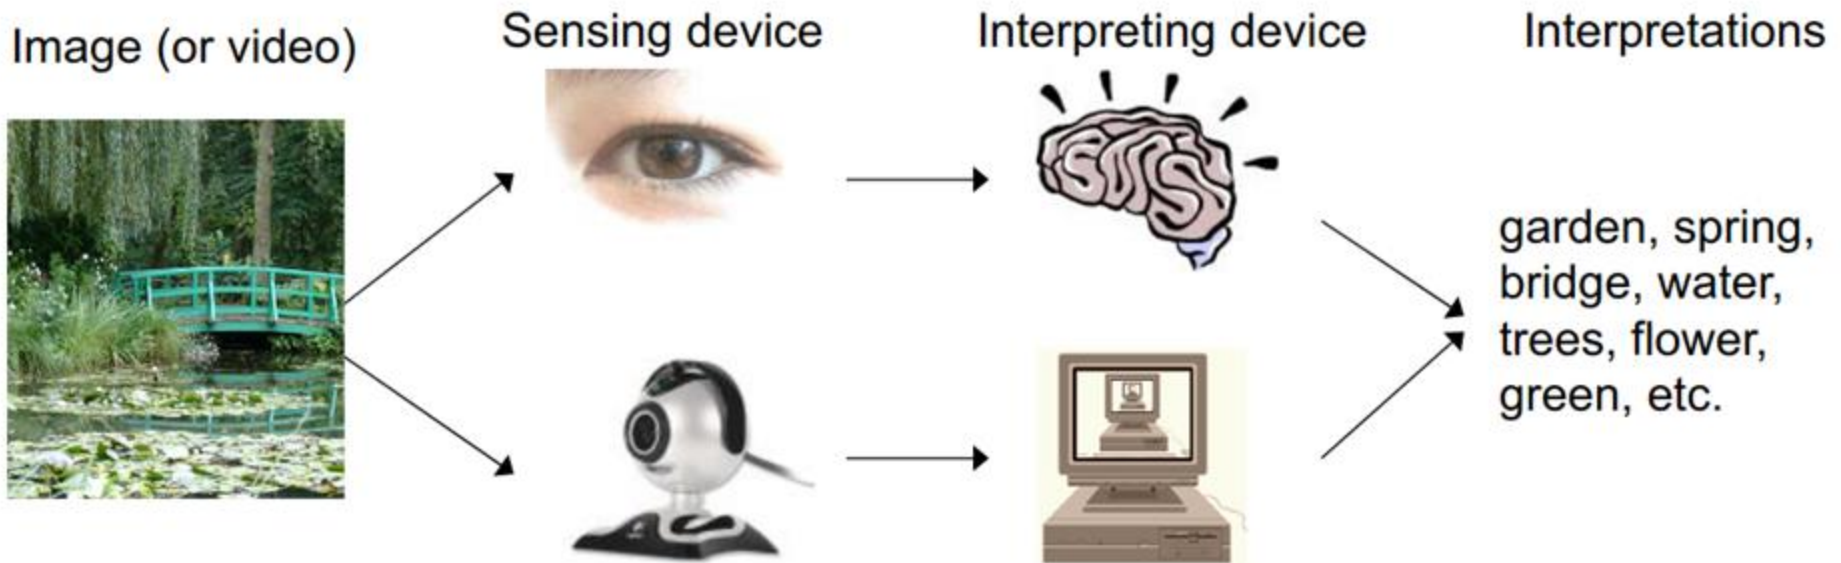 Image (or video)
Sensing device
Interpreting device
Interpretations
garden, spring,
bridge, water,
trees, flower,
green, etc.